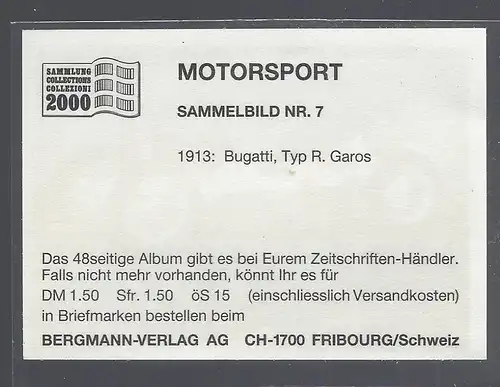 SAMMLUNG
COLLECTIONS
COLLEZIONI
2000
MOTORSPORT
SAMMELBILD NR. 7
1913: Bugatti, Typ R. Garos
Das 48seitige Album gibt es bei Eurem Zeitschriften-Händler.
Falls nicht mehr vorhanden, könnt Ihr es für
DM 1.50 Sfr. 1.50 öS 15 (einschliesslich Versandkosten)
in Briefmarken bestellen beim
BERGMANN-VERLAG AG CH-1700 FRIBOURG/Schweiz